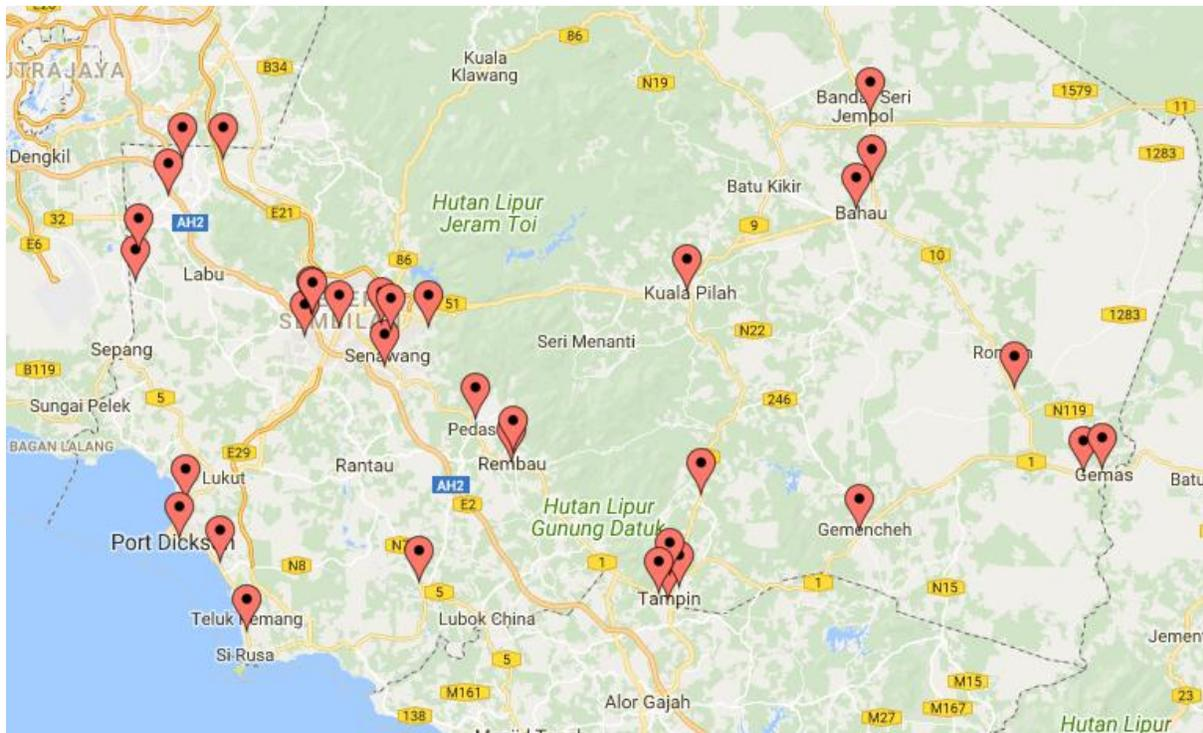 86
UTRAJAYA
B34
Kuala
Klawang
N19
Bandar Seri
Jempol
1579
11
Dengkil
1283
Batu Kikir
Hutan Lipur
Jeram Toi
32
AH2
E21
Bahau
9
E6
10
86
Labu
Kuala Pilah
51
SEMBILAN
N22
1283
Seri Menanti
Sepang
Senawang
B119
5
246
N119
Sungai Pelek
Pedas
BAGAN LALANG
E29
Rantau
Rembau
1
Lukut
Gemas
Batu
AH2
E2
Hutan Lipur
Gunung Datuk
Gemencheh
Port Dickson
N8
1
1
N15
5
Tampin
Teluk Kemang
Lubok China
Jement
Si Rusa
5
M15
M161
Alor Gajah
23
138
M27
M167
Hutan Lipur